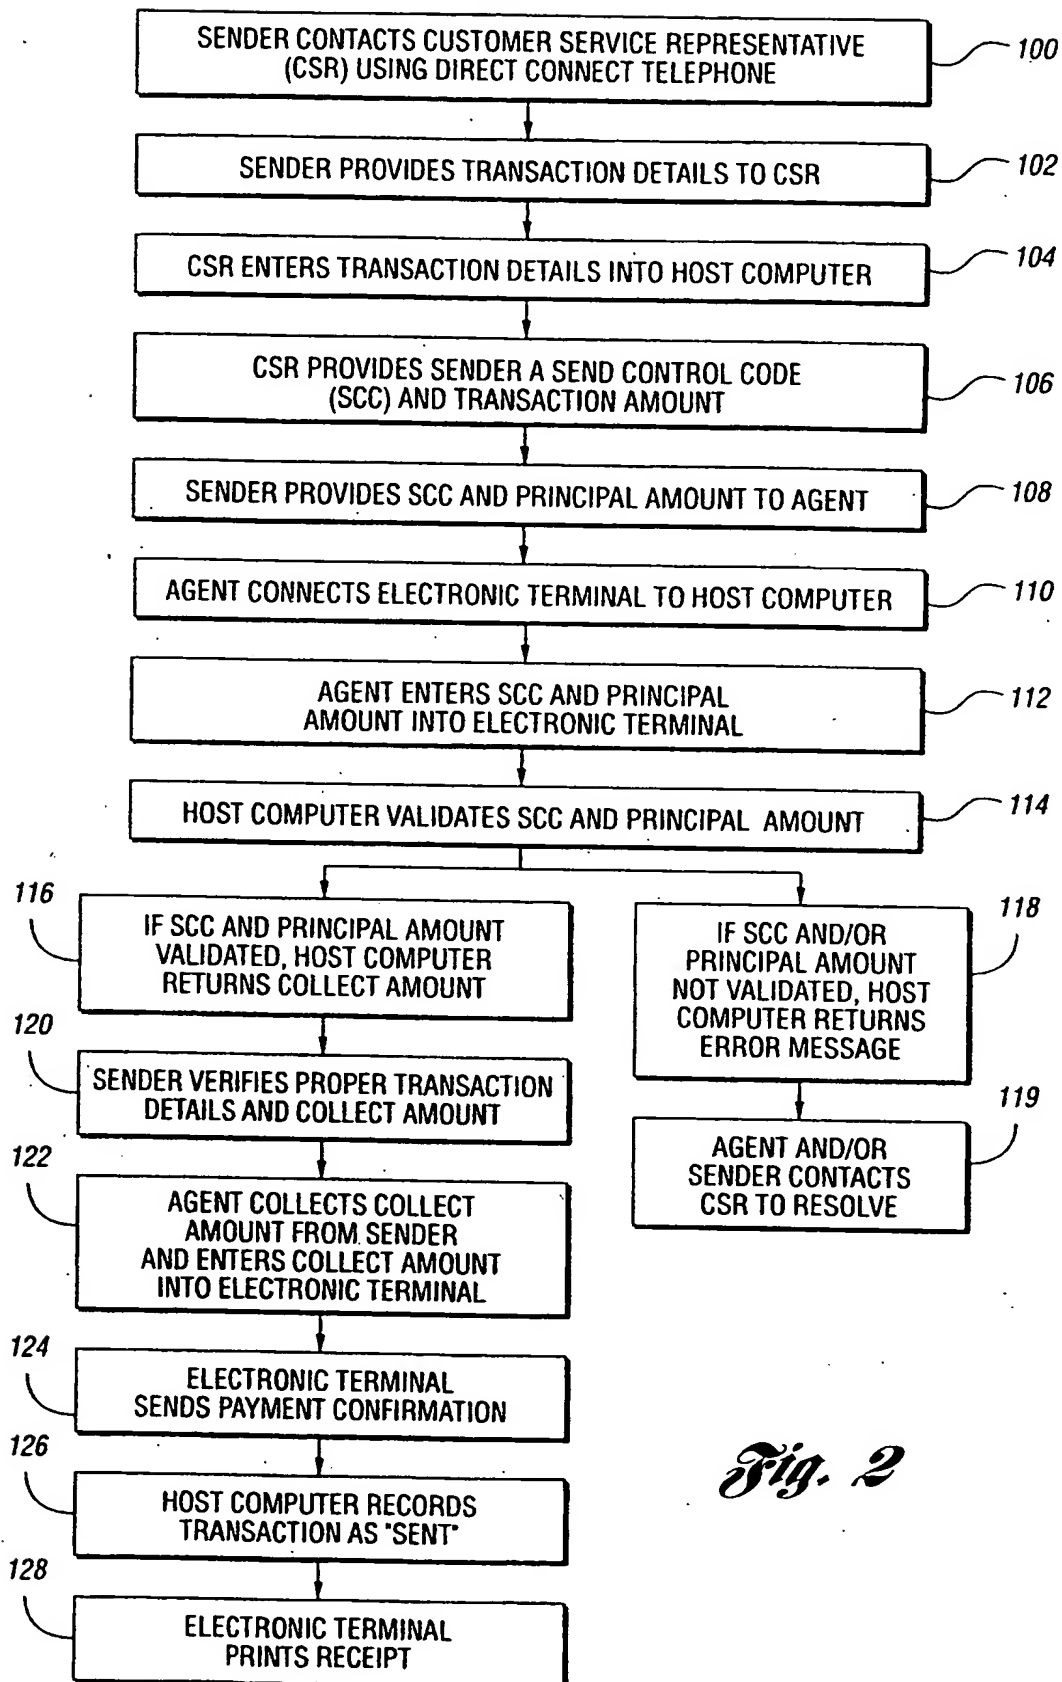 SENDER CONTACTS CUSTOMER SERVICE REPRESENTATIVE
(CSR) USING DIRECT CONNECT TELEPHONE
100
SENDER PROVIDES TRANSACTION DETAILS TO CSR
102
CSR ENTERS TRANSACTION DETAILS INTO HOST COMPUTER
104
CSR PROVIDES SENDER A SEND CONTROL CODE
(SCC) AND TRANSACTION AMOUNT
106
SENDER PROVIDES SCC AND PRINCIPAL AMOUNT TO AGENT
108
AGENT CONNECTS ELECTRONIC TERMINAL TO HOST COMPUTER
110
AGENT ENTERS SCC AND PRINCIPAL
AMOUNT INTO ELECTRONIC TERMINAL
112
HOST COMPUTER VALIDATES SCC AND PRINCIPAL AMOUNT
114
116
IF SCC AND PRINCIPAL AMOUNT
VALIDATED, HOST COMPUTER
RETURNS COLLECT AMOUNT
118
IF SCC AND/OR
PRINCIPAL AMOUNT
NOT VALIDATED, HOST
COMPUTER RETURNS
ERROR MESSAGE
120
SENDER VERIFIES PROPER TRANSACTION
DETAILS AND COLLECT AMOUNT
119
AGENT AND/OR
SENDER CONTACTS
CSR TO RESOLVE
122
AGENT COLLECTS COLLECT
AMOUNT FROM SENDER
AND ENTERS COLLECT AMOUNT
INTO ELECTRONIC TERMINAL
124
ELECTRONIC TERMINAL
SENDS PAYMENT CONFIRMATION
126
HOST COMPUTER RECORDS
TRANSACTION AS "SENT"
128
ELECTRONIC TERMINAL
PRINTS RECEIPT
Fig. 2